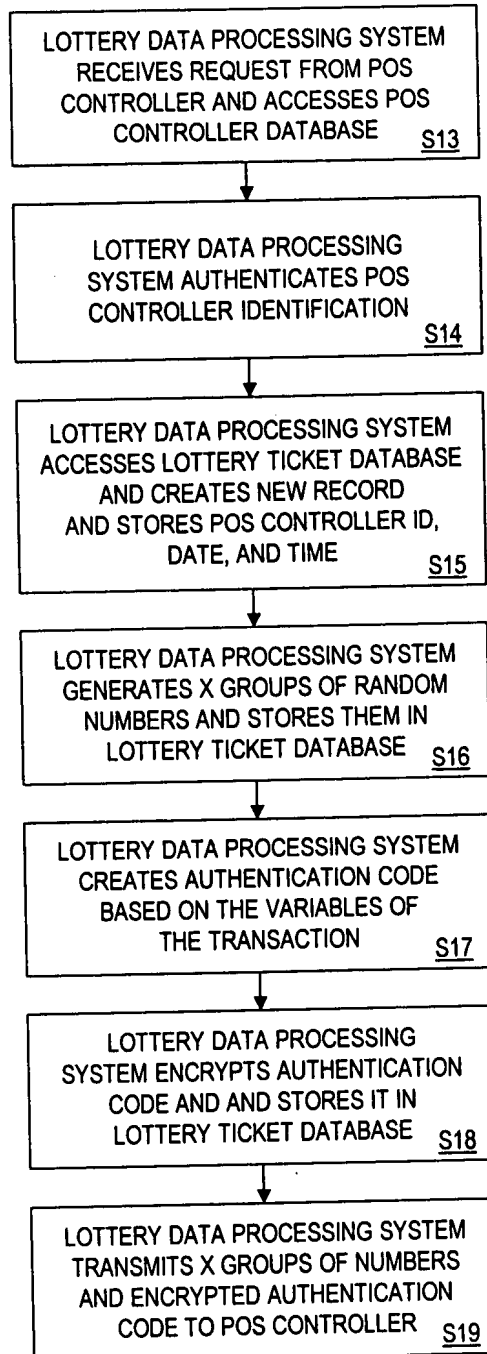 LOTTERY DATA PROCESSING SYSTEM
RECEIVES REQUEST FROM POS
CONTROLLER AND ACCESSES POS
CONTROLLER DATABASE
S13
LOTTERY DATA PROCESSING
SYSTEM AUTHENTICATES POS
CONTROLLER IDENTIFICATION
S14
LOTTERY DATA PROCESSING SYSTEM
ACCESSES LOTTERY TICKET DATABASE
AND CREATES NEW RECORD
AND STORES POS CONTROLLER ID,
DATE, AND TIME
S15
LOTTERY DATA PROCESSING SYSTEM
GENERATES X GROUPS OF RANDOM
NUMBERS AND STORES THEM IN
LOTTERY TICKET DATABASE
S16
LOTTERY DATA PROCESSING SYSTEM
CREATES AUTHENTICATION CODE
BASED ON THE VARIABLES OF
THE TRANSACTION
S17
LOTTERY DATA PROCESSING
SYSTEM ENCRYPTS AUTHENTICATION
CODE AND AND STORES IT IN
LOTTERY TICKET DATABASE
S18
LOTTERY DATA PROCESSING SYSTEM
TRANSMITS X GROUPS OF NUMBERS
AND ENCRYPTED AUTHENTICATION
CODE TO POS CONTROLLER
S19